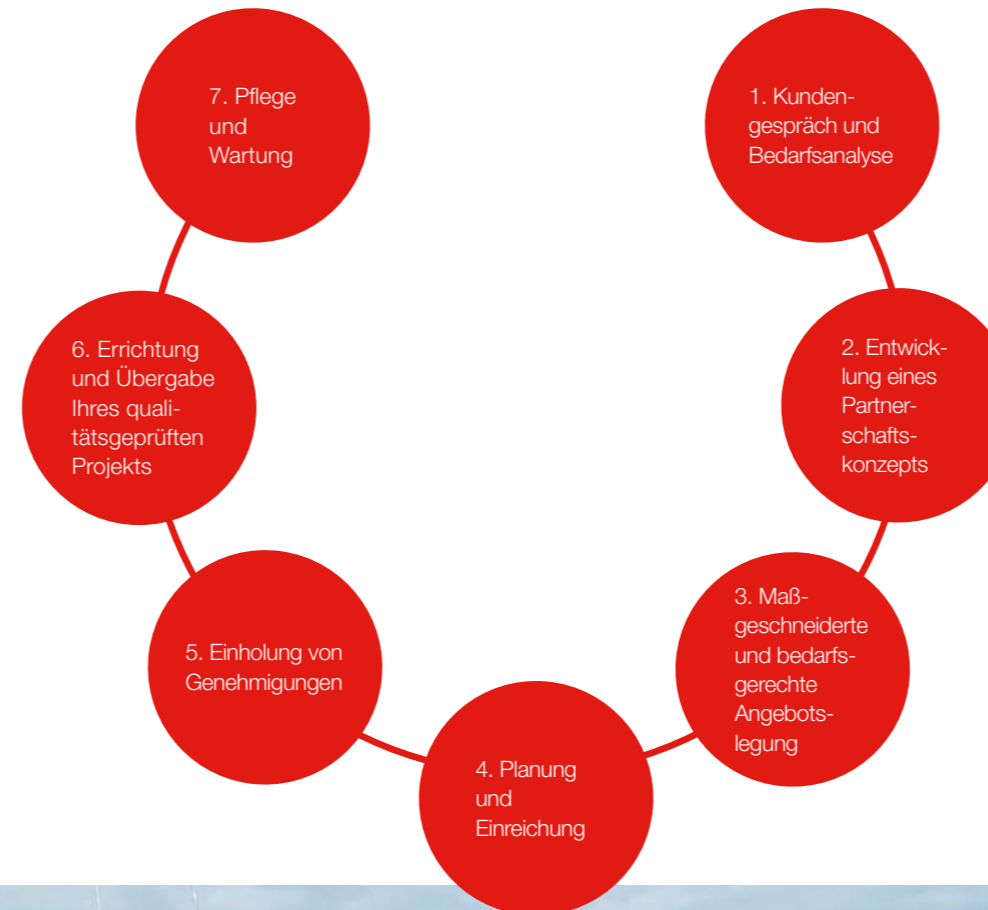 1. Kunden-
gespräch und
Bedarfsanalyse
2. Entwick-
lung eines
Partner-
schafts-
konzepts
3. Maß-
geschneiderte
und bedarfs-
gerechte
Angebots-
legung
4. Planung
und
Einreichung
5. Einholung von
Genehmigungen
6. Errichtung
und Übergabe
Ihres quali-
tätsgeprüften
Projekts
7. Pflege
und
Wartung